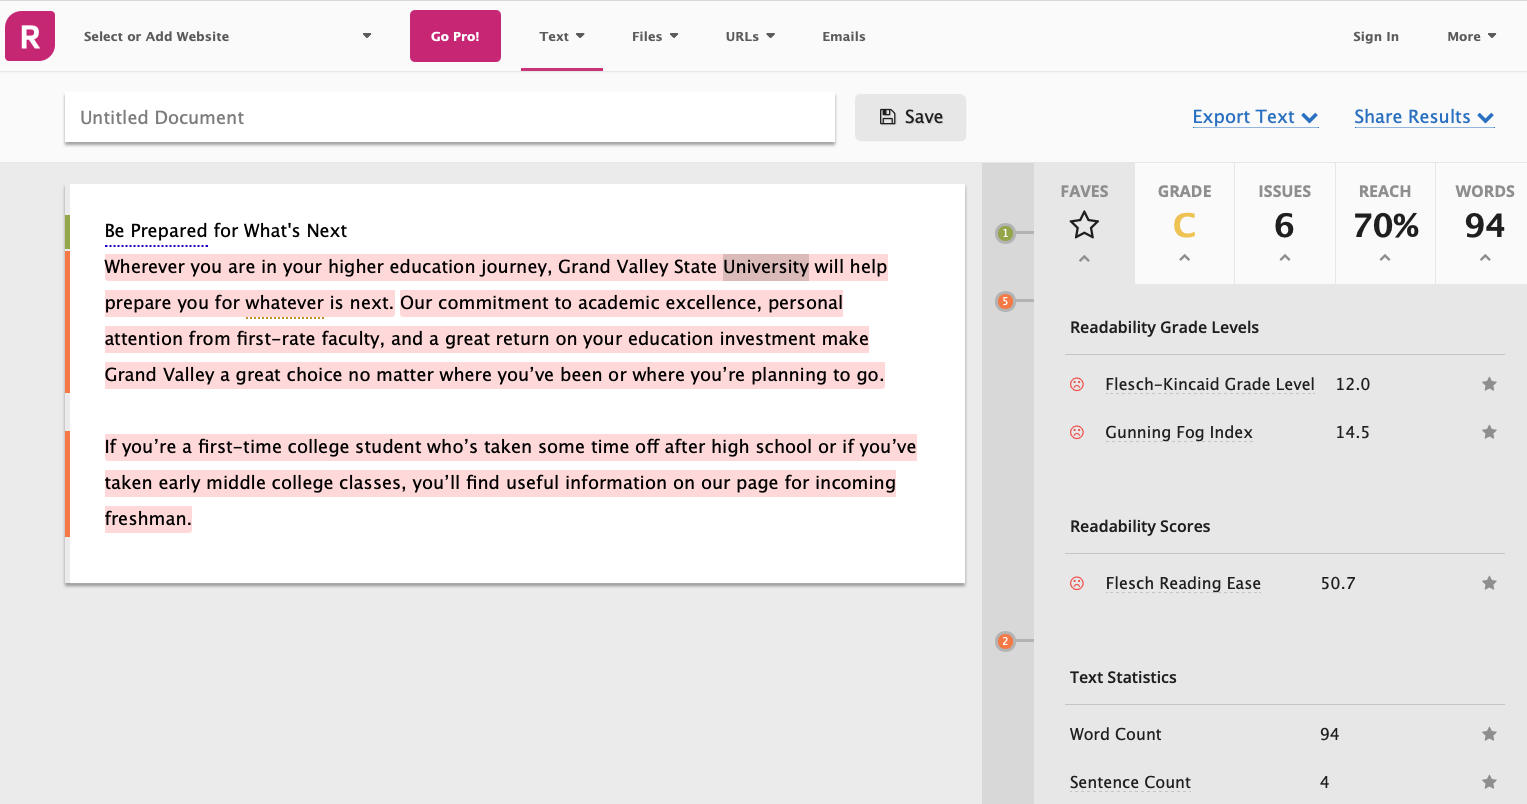 R
Select or Add Website
Go Pro!
Text
Files
URLs
Emails
Sign In
More
Untitled Document
Save
Export Text
Share Results
Be Prepared for What's Next
Wherever you are in your higher education journey, Grand Valley State University will help
prepare you for whatever is next. Our commitment to academic excellence, personal
attention from first-rate faculty, and a great return on your education investment make
Grand Valley a great choice no matter where you’ve been or where you’re planning to go.
If you’re a first-time college student who’s taken some time off after high school or if you’ve
taken early middle college classes, you’ll find useful information on our page for incoming
freshman.
1
5
2
FAVES
GRADE
C
ISSUES
6
REACH
70%
WORDS
94
Readability Grade Levels
Flesch-Kincaid Grade Level 12.0
Gunning Fog Index 14.5
Readability Scores
Flesch Reading Ease 50.7
Text Statistics
Word Count 94
Sentence Count 4